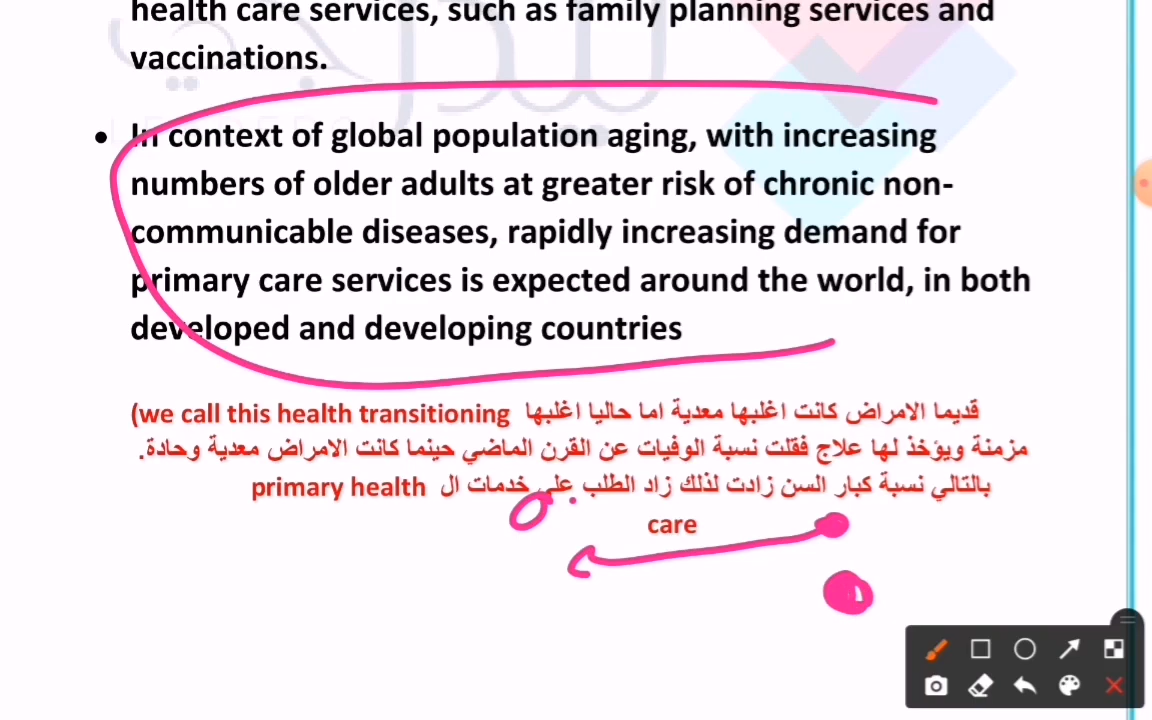 health care services, such as family planning services and
vaccinations.
• In context of global population aging, with increasing
numbers of older adults at greater risk of chronic non-
communicable diseases, rapidly increasing demand for
primary care services is expected around the world, in both
developed and developing countries
قديما الامراض كانت اغلبها معدية اما حاليا اغلبها (we call this health transitioning
مزمنة ويؤخذ لها علاج فقلت نسبة الوفيات عن القرن الماضي حينما كانت الامراض معدية وحادة.
بالتالي نسبة كبار السن زادت لذلك زاد الطلب على خدمات ال primary health
care